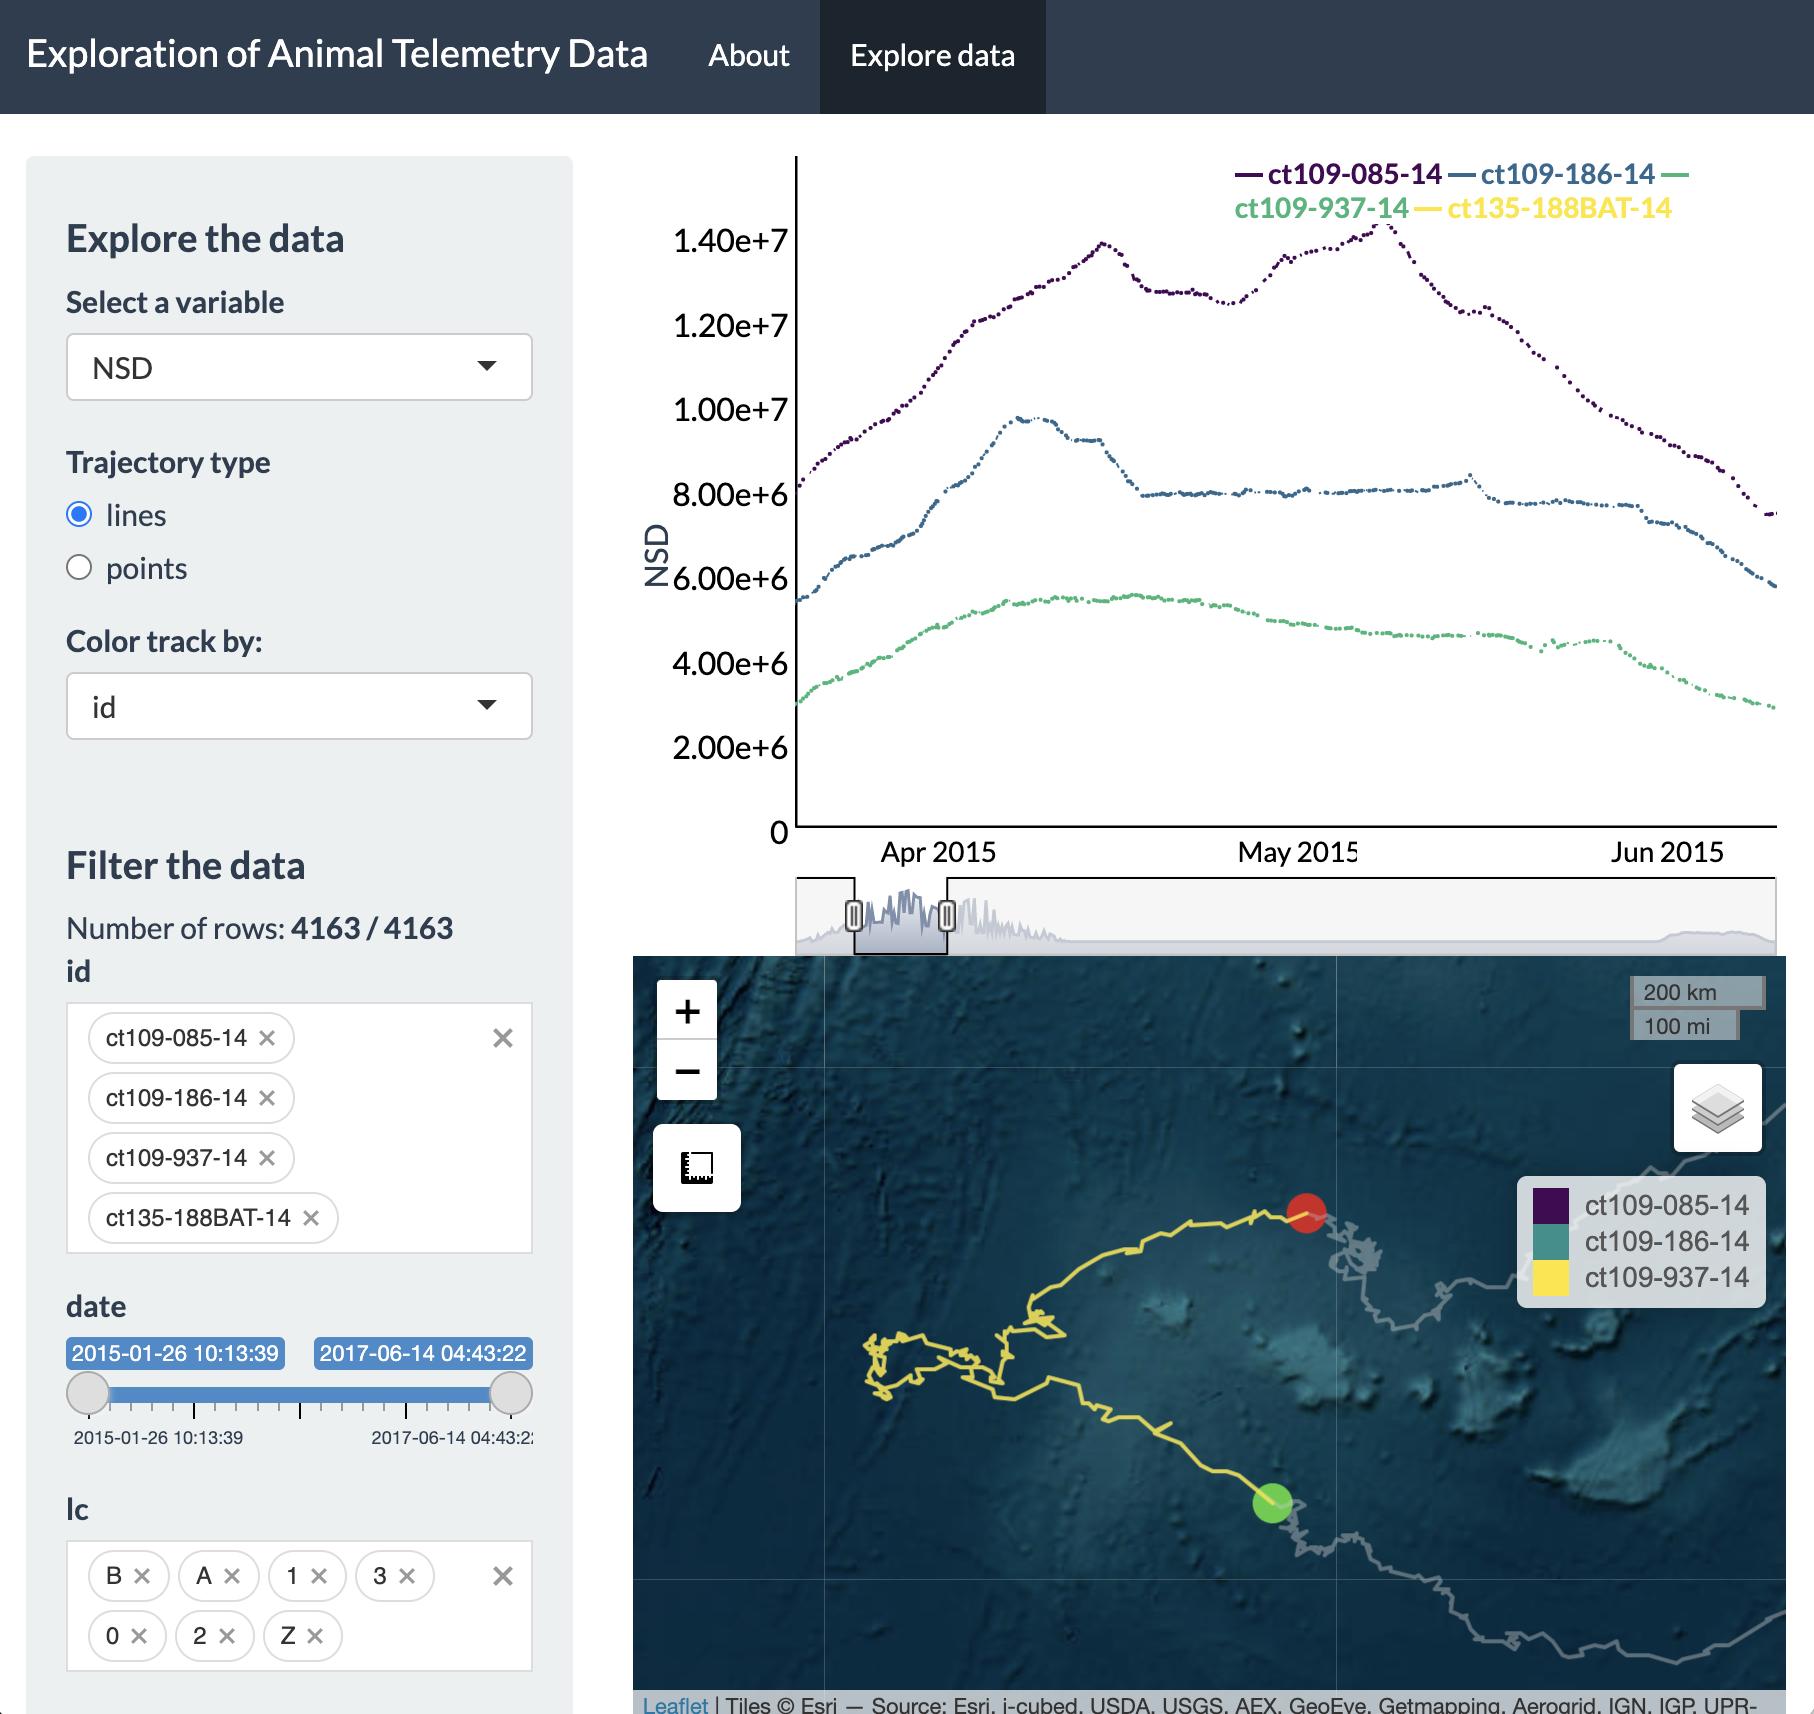 Exploration of Animal Telemetry Data
About
Explore data
Explore the data
Select a variable
NSD
Trajectory type
lines
points
Color track by:
id
Filter the data
Number of rows: 4163 / 4163
id
ct109-085-14 ×
ct109-186-14 ×
ct109-937-14 ×
ct135-188BAT-14 ×
×
date
2015-01-26 10:13:39
2017-06-14 04:43:22
2015-01-26 10:13:39
2017-06-14 04:43:2
lc
B × A × 1 × 3 ×
0 × 2 × Z ×
×
— ct109-085-14 — ct109-186-14 —
ct109-937-14 — ct135-188BAT-14
1.40e+7
1.20e+7
1.00e+7
8.00e+6
6.00e+6
4.00e+6
2.00e+6
0
NSD
Apr 2015
May 2015
Jun 2015
+
−
200 km
100 mi
ct109-085-14
ct109-186-14
ct109-937-14
Leaflet | Tiles © Esri — Source: Esri, i-cubed, USDA, USGS, AEX, GeoEye, Getmapping, Aerogrid, IGN, IGP, UPR-